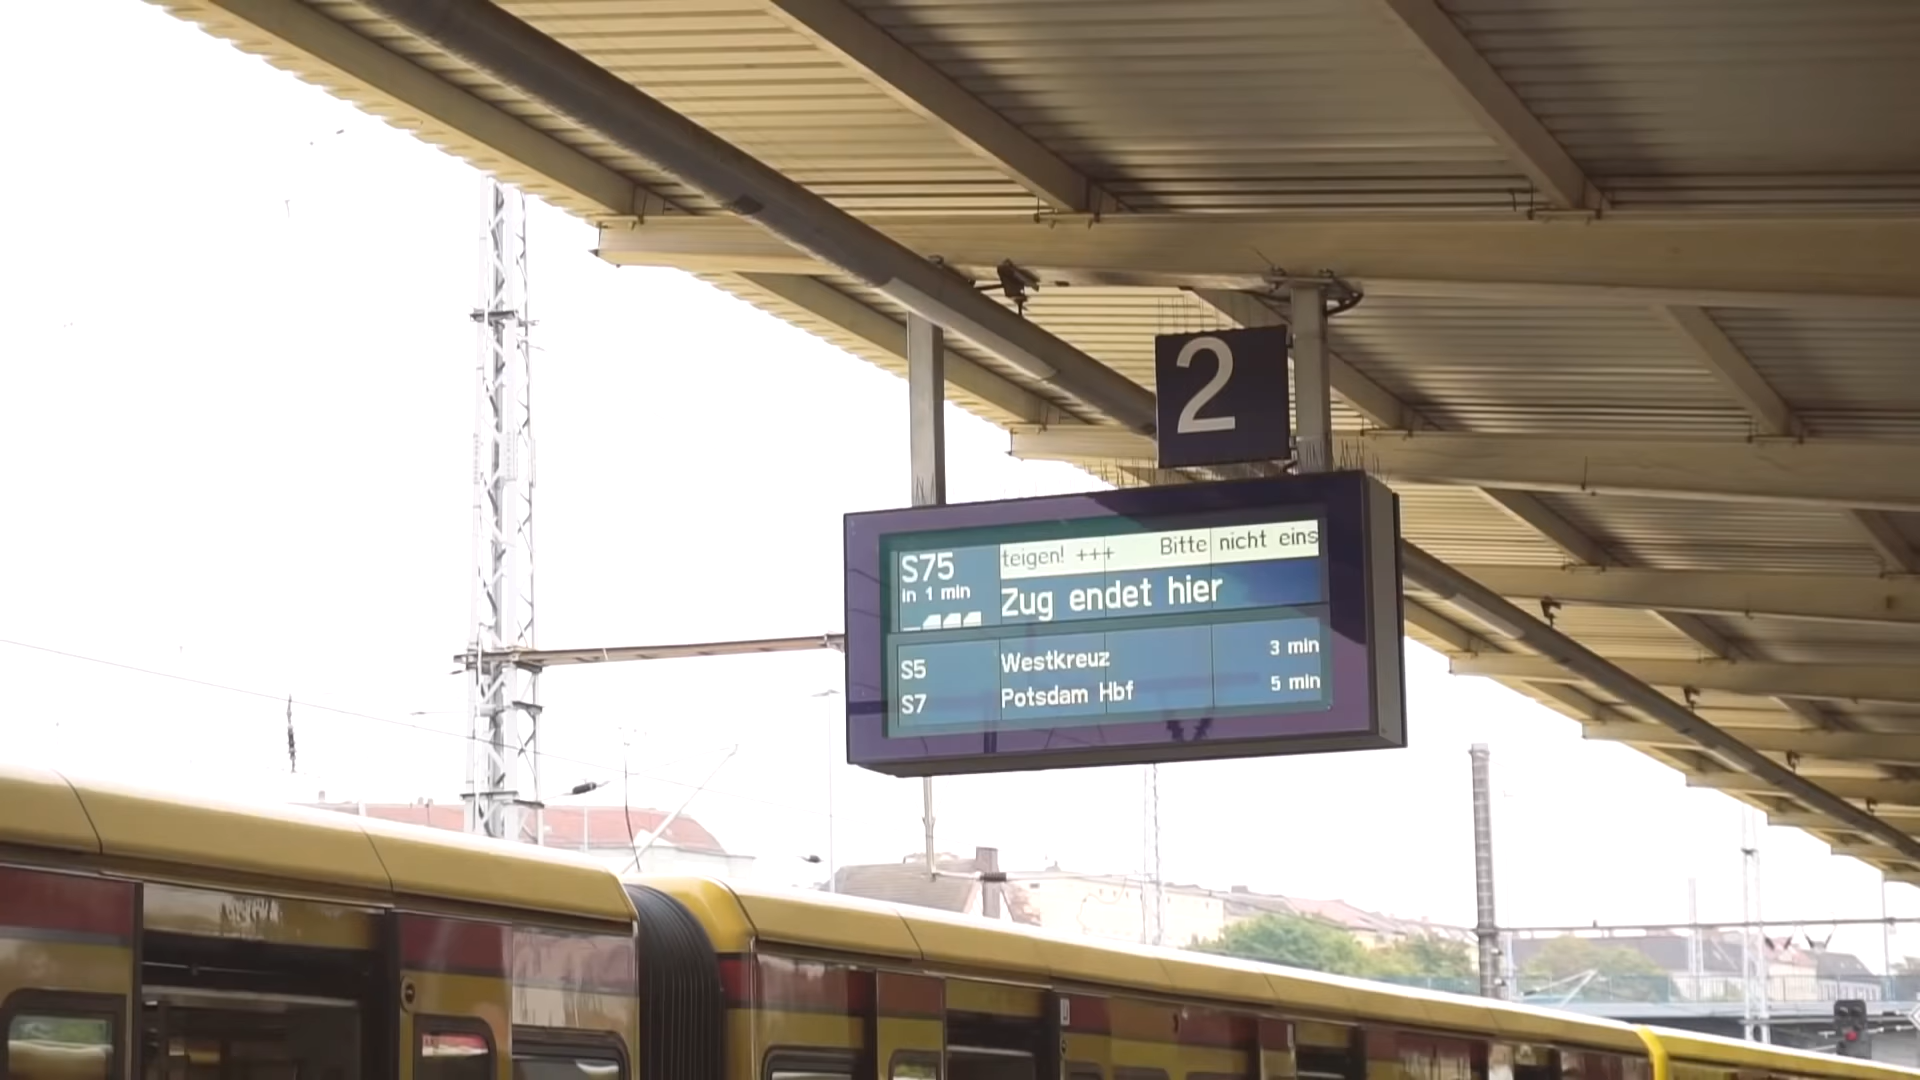 2
S75
teigen! +++ Bitte nicht eins
in 1 min
Zug endet hier
S5 Westkreuz 3 min
S7 Potsdam Hbf 5 min